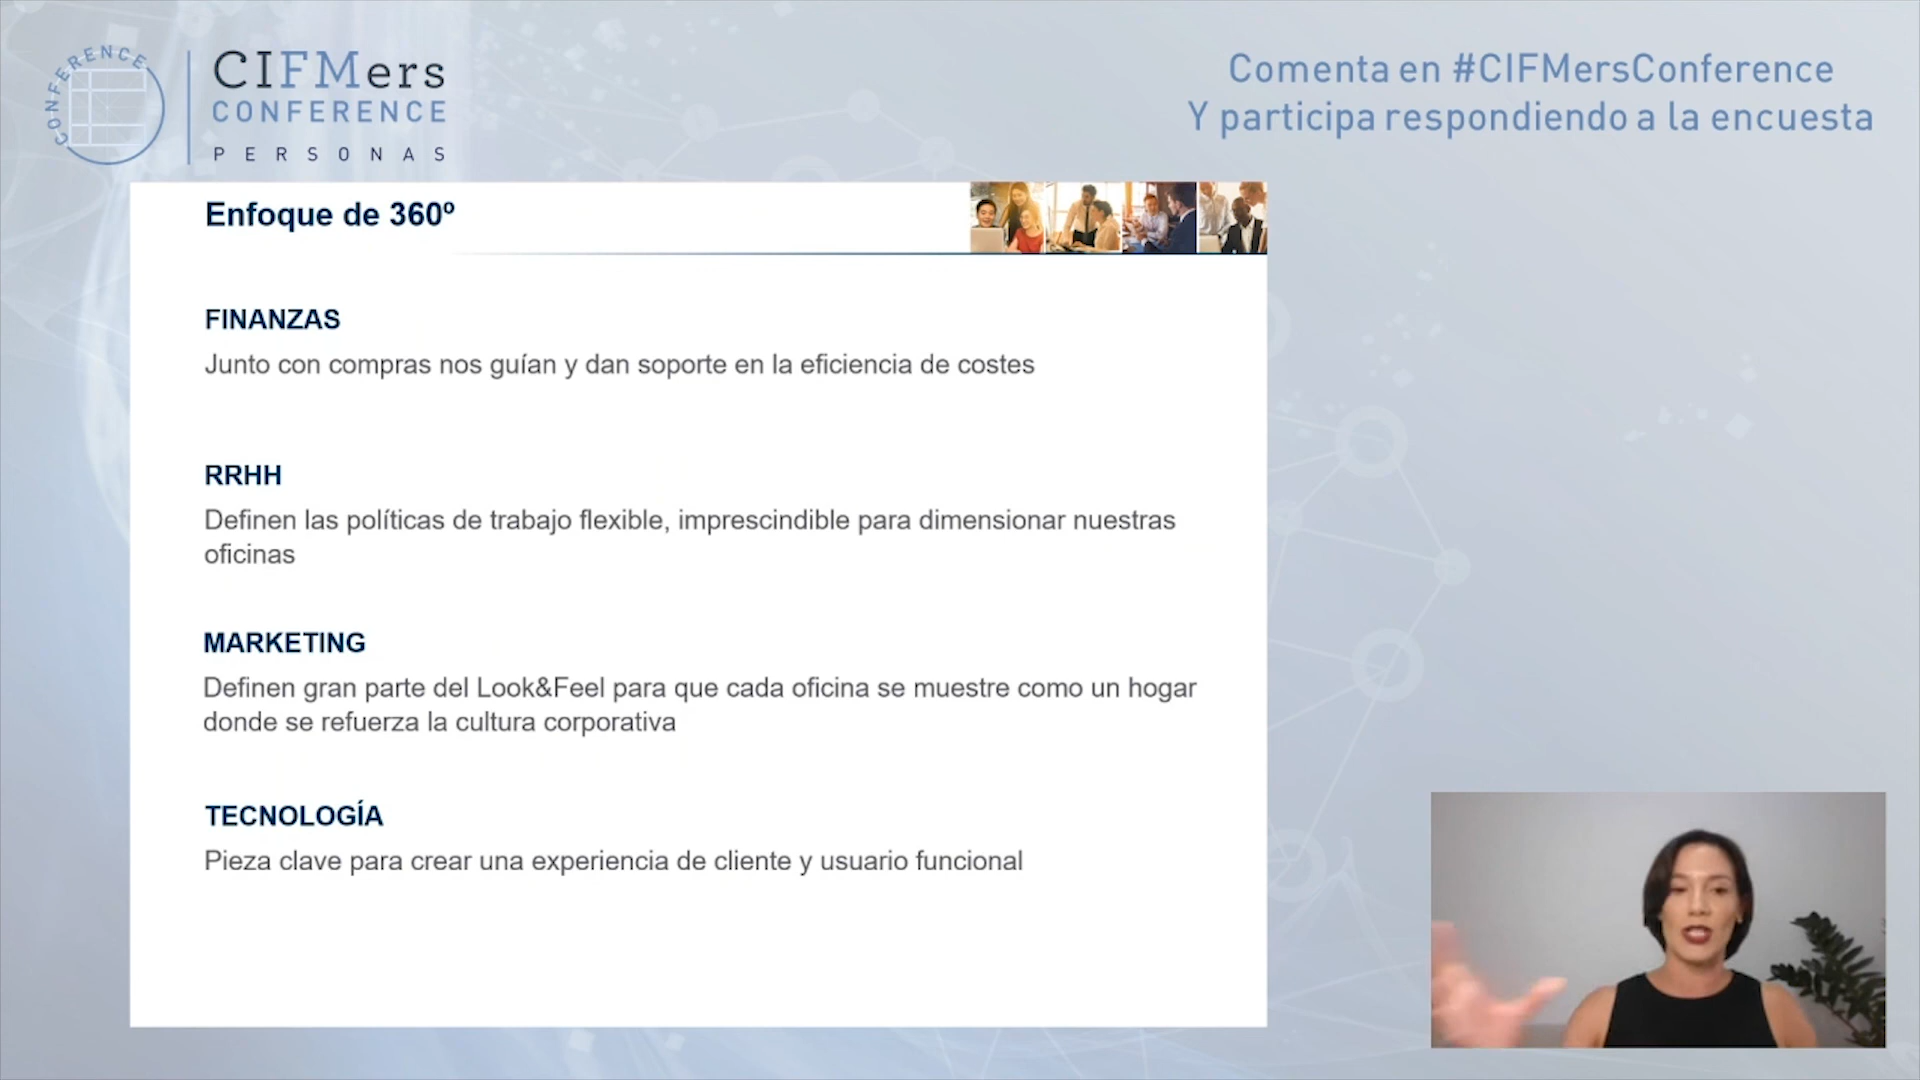 CONFERENCE
CIFMers
CONFERENCE
PERSONAS
Comenta en #CIFMersConference
Y participa respondiendo a la encuesta
Enfoque de 360º
FINANZAS
Junto con compras nos guían y dan soporte en la eficiencia de costes
RRHH
Definen las políticas de trabajo flexible, imprescindible para dimensionar nuestras
oficinas
MARKETING
Definen gran parte del Look&Feel para que cada oficina se muestre como un hogar
donde se refuerza la cultura corporativa
TECNOLOGÍA
Pieza clave para crear una experiencia de cliente y usuario funcional